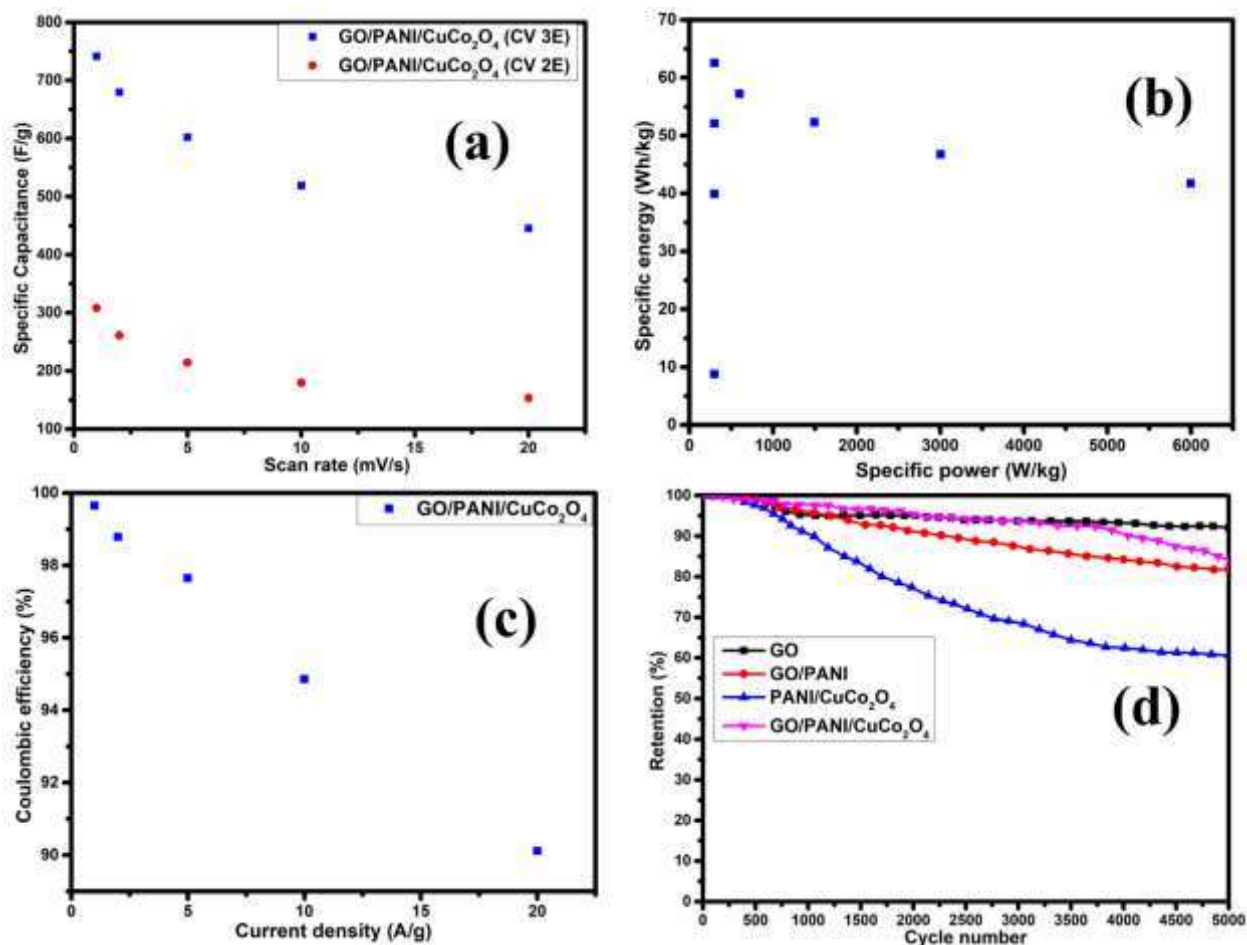 800
700
600
500
400
300
200
100
0 5 10 15 20
Specific Capacitance (F/g)
Scan rate (mV/s)
GO/PANI/CuCo₂O₄ (CV 3E)
GO/PANI/CuCo₂O₄ (CV 2E)
(a)
70
60
50
40
30
20
10
0
0 1000 2000 3000 4000 5000 6000
Specific energy (Wh/kg)
Specific power (W/kg)
(b)
100
98
96
94
92
90
0 5 10 15 20
Coulombic efficiency (%)
Current density (A/g)
GO/PANI/CuCo₂O₄
(c)
100
90
80
70
60
50
40
30
20
10
0
0 500 1000 1500 2000 2500 3000 3500 4000 4500 5000
Retention (%)
Cycle number
GO
GO/PANI
PANI/CuCo₂O₄
GO/PANI/CuCo₂O₄
(d)